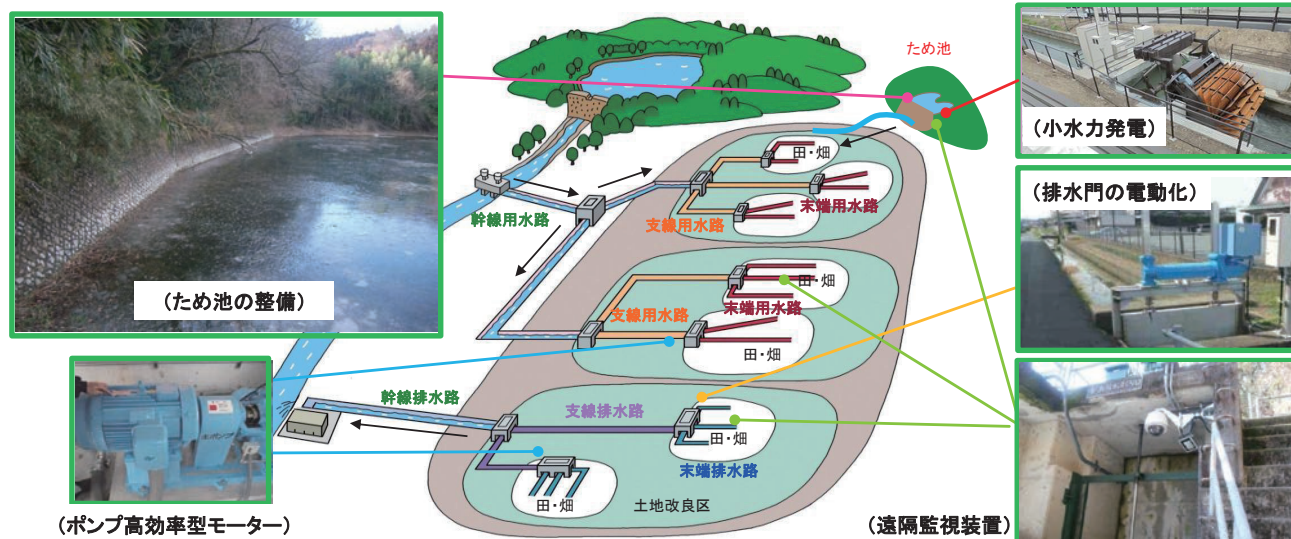 ため池
(小水力発電)
田・畑
幹線用水路
支線用水路
末端用水路
(排水門の電動化)
(ため池の整備)
田・畑
支線用水路
末端用水路
田・畑
幹線排水路
支線排水路
田・畑
末端排水路
ポンプ
田・畑
土地改良区
(ポンプ高効率型モーター)
(遠隔監視装置)